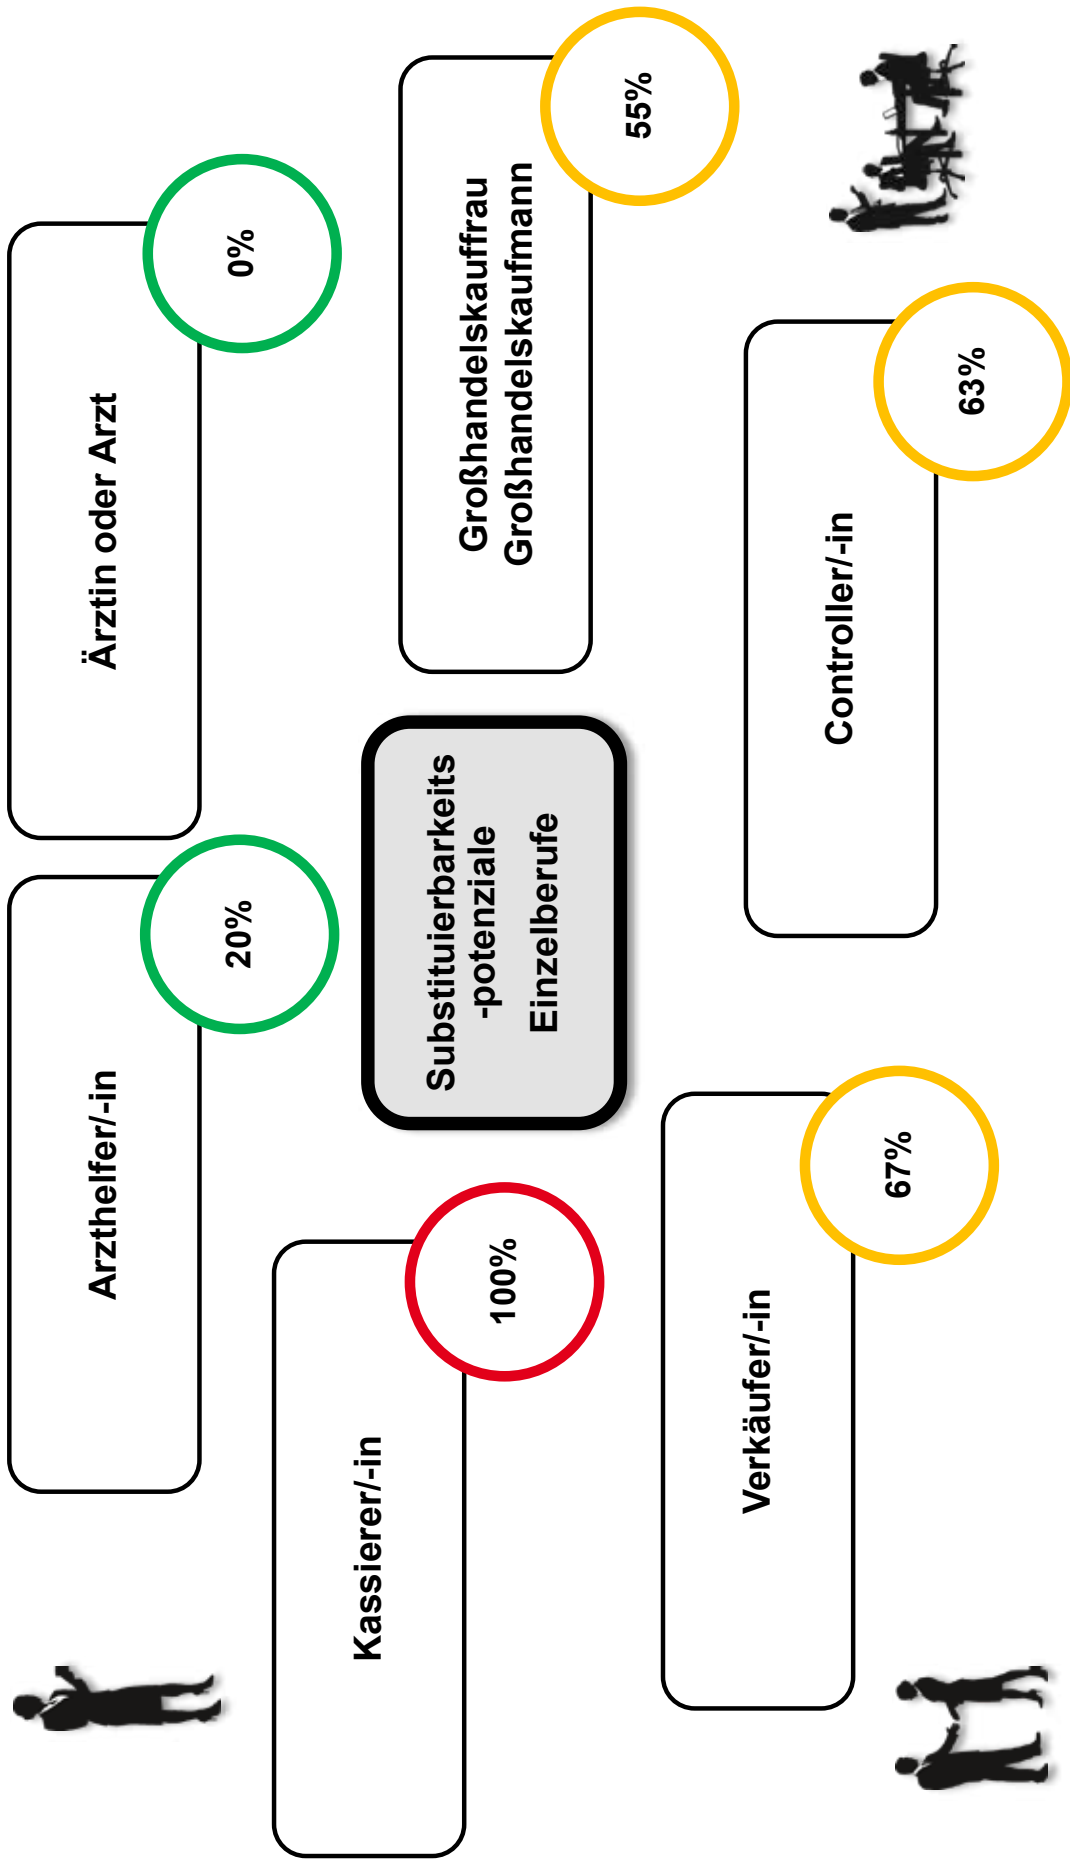 Arzthelfer/-in
20%
Ärztin oder Arzt
0%
Kassierer/-in
100%
Substituierbarkeits
-potenziale
Einzelberufe
Großhandelskauffrau
Großhandelskaufmann
55%
Verkäufer/-in
67%
Controller/-in
63%